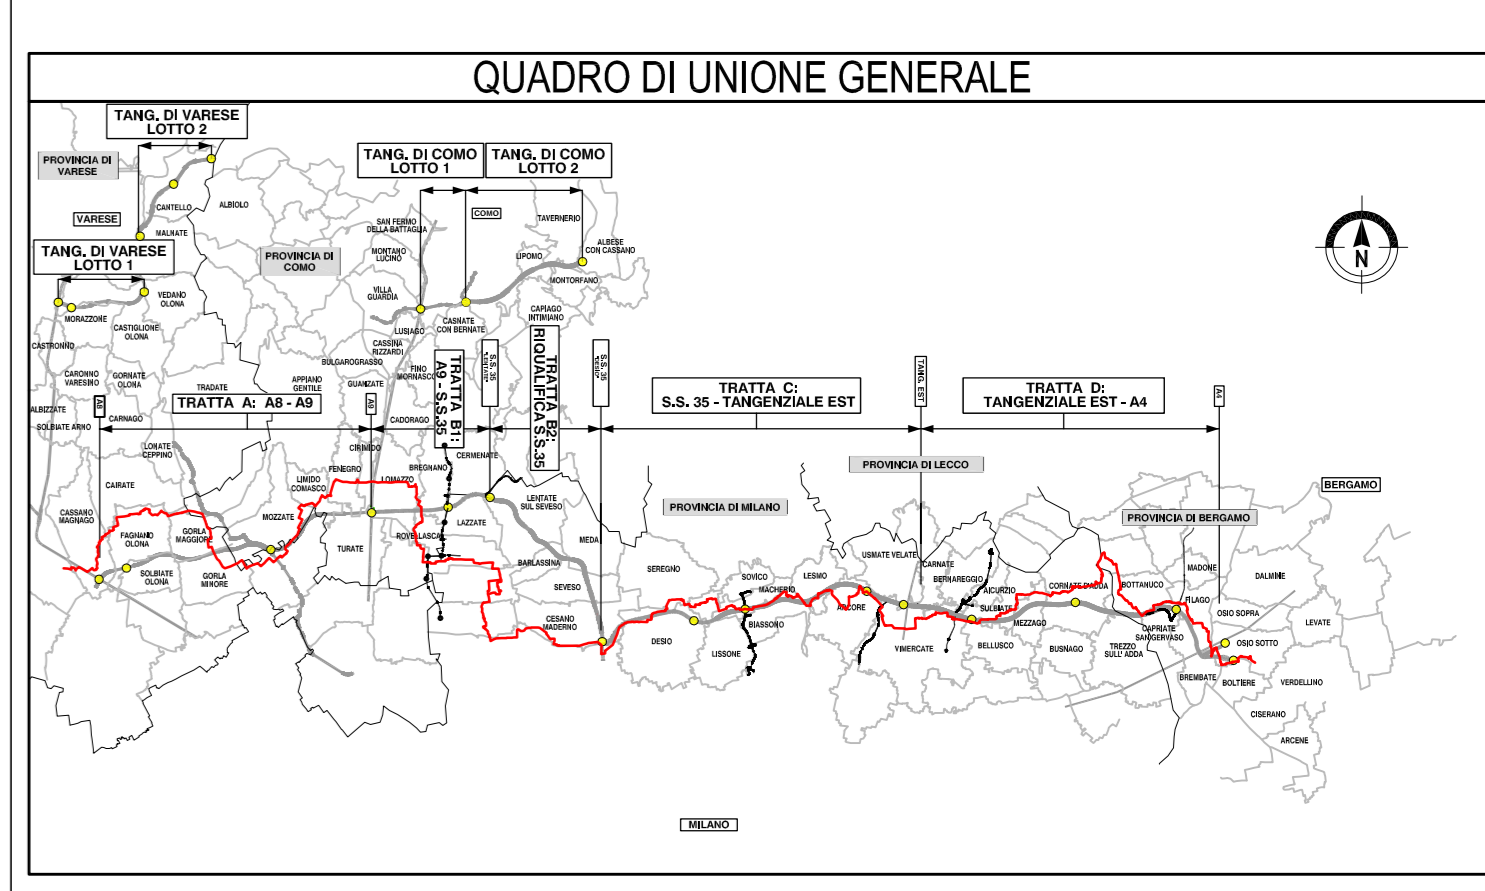 QUADRO DI UNIONE GENERALE
TANG. DI VARESE
LOTTO 2
PROVINCIA DI
VARESE
TANG. DI COMO
LOTTO 1
TANG. DI COMO
LOTTO 2
CANTELLO
ALBIOLO
VARESE
MALNATE
COMO
SAN FERMO
DELLA BATTAGLIA
TAVERNERIO
TANG. DI VARESE
LOTTO 1
PROVINCIA DI
COMO
MONTANO
LUCINO
LIPOMO
ALBESE
CON CASSANO
MONTORFANO
VILLA
GUARDIA
VEDANO
OLONA
MORAZZONE
CASTIGLIONE
OLONA
LUSIAGO
CASNATE
CON BERNATE
CAPIAGO
INTIMIANO
CASTRONNO
CASSINA
RIZZARDI
BULGAROGRASSO
FINO
MORNASCO
CARONNO
VARESINO
GORNATE
OLONA
TRADATE
APPIANO
GENTILE
GUANZATE
TRATTA B1:
A9 - S.S.35
S.S. 35
"LENTATE"
TRATTA B2:
RIQUALIFICA S.S.35
S.S. 35
"DESIO"
TRATTA C:
S.S. 35 - TANGENZIALE EST
TANG. EST
TRATTA D:
TANGENZIALE EST - A4
A4
ALBIZZATE
SOLBIATE ARNO
A8
CARNAGO
TRATTA A: A8 - A9
A9
CADORAGO
LONATE
CEPPINO
CIRIMIDO
CERMENATE
FENEGRO
BREGNANO
PROVINCIA DI LECCO
CAIRATE
LIMIDO
COMASCO
LOMAZZO
BERGAMO
CASSANO
MAGNAGO
MOZZATE
LAZZATE
LENTATE
SUL SEVESO
PROVINCIA DI MILANO
PROVINCIA DI BERGAMO
FAGNANO
OLONA
GORLA
MAGGIORE
TURATE
ROVELLASCA
MEDA
BARLASSINA
SEREGNO
SOVICO
MACHERIO
LESMO
USMATE VELATE
CARNATE
BERNAREGGIO
AICURZIO
CORNATE D'ADDA
BOTTANUCO
MADONE
DALMINE
SOLBIATE
OLONA
GORLA
MINORE
SEVESO
ARCORE
SULBIATE
FILAGO
OSIO SOPRA
CESANO
MADERNO
DESIO
BIASSONO
LISSONE
VIMERCATE
MEZZAGO
BELLUSCO
BUSNAGO
TREZZO
SULL' ADDA
CAPRIATE
SANGERVASO
LEVATE
OSIO SOTTO
BREMBATE
BOLTIERE
VERDELLINO
CISERANO
ARCENE
MILANO
N